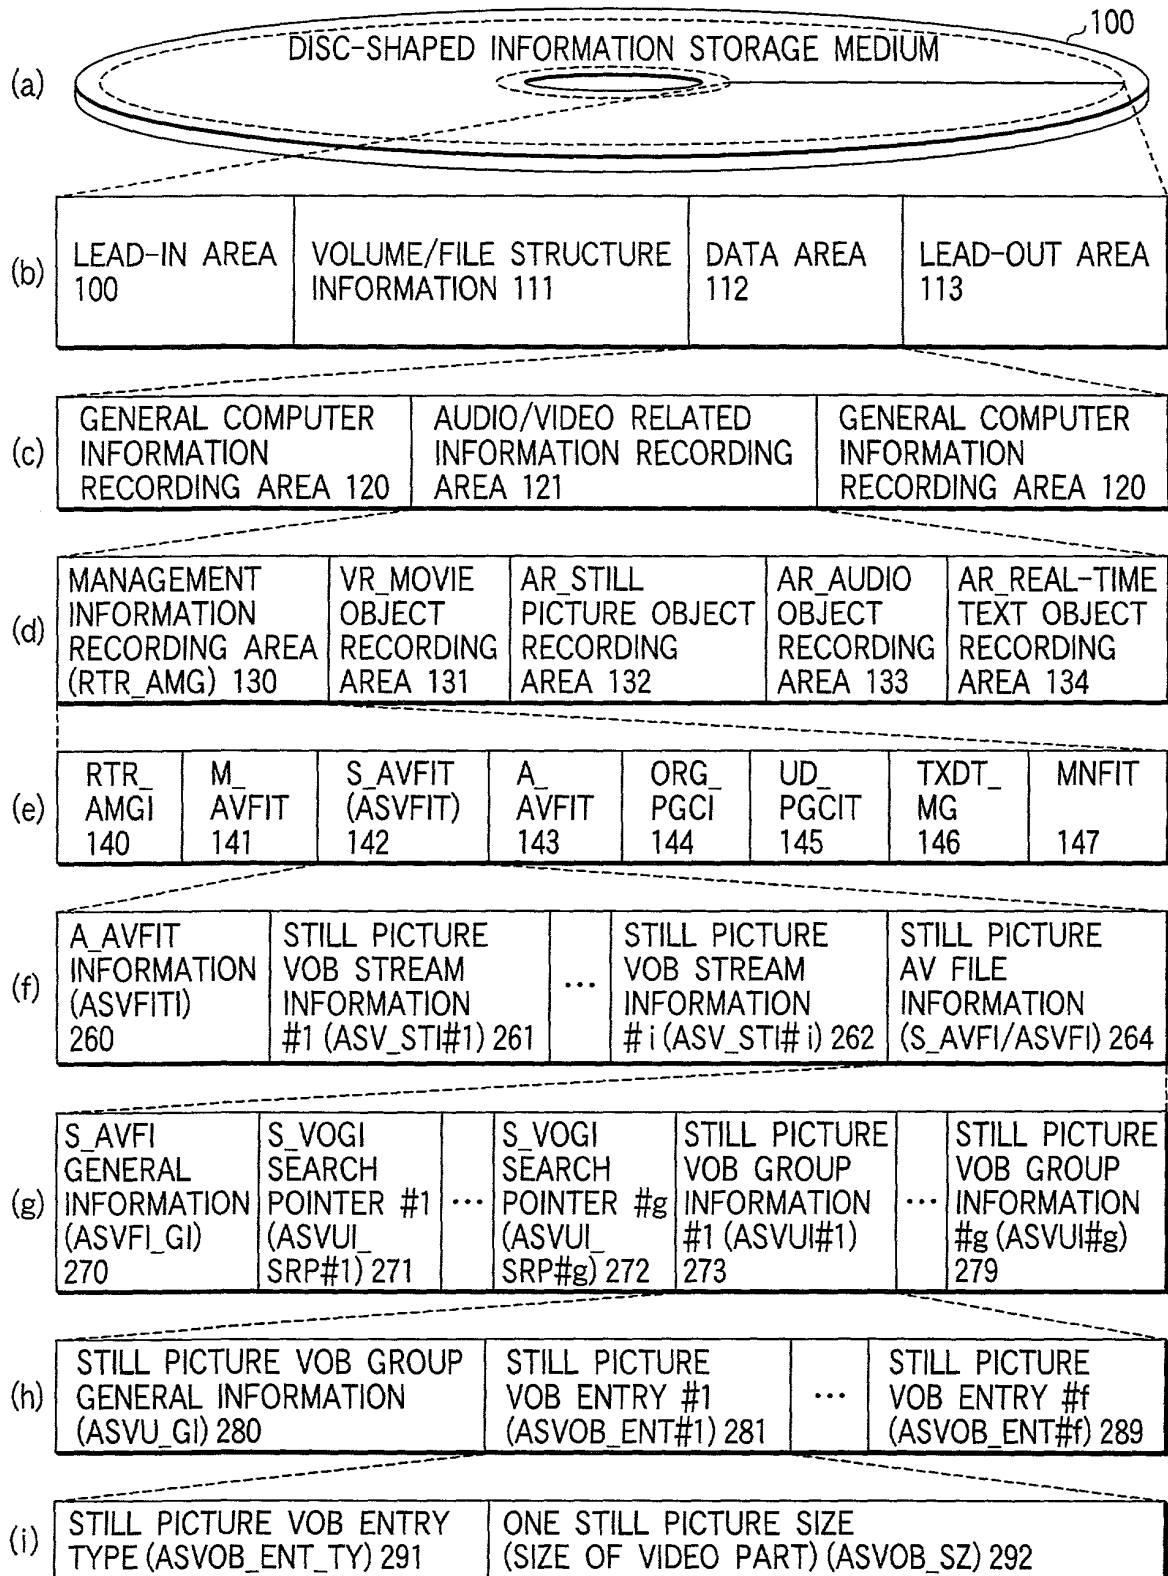 100
DISC-SHAPED INFORMATION STORAGE MEDIUM
(a)
(b)
LEAD-IN AREA
100
VOLUME/FILE STRUCTURE
INFORMATION 111
DATA AREA
112
LEAD-OUT AREA
113
(c)
GENERAL COMPUTER
INFORMATION
RECORDING AREA 120
AUDIO/VIDEO RELATED
INFORMATION RECORDING
AREA 121
GENERAL COMPUTER
INFORMATION
RECORDING AREA 120
(d)
MANAGEMENT
INFORMATION
RECORDING AREA
(RTR_AMG) 130
VR_MOVIE
OBJECT
RECORDING
AREA 131
AR_STILL
PICTURE OBJECT
RECORDING
AREA 132
AR_AUDIO
OBJECT
RECORDING
AREA 133
AR_REAL-TIME
TEXT OBJECT
RECORDING
AREA 134
(e)
RTR_
AMGI
140
M_
AVFIT
141
S_AVFIT
(ASVFIT)
142
A_
AVFIT
143
ORG_
PGCI
144
UD_
PGCIT
145
TXDT_
MG
146
MNFIT
147
(f)
A_AVFIT
INFORMATION
(ASVFITI)
260
STILL PICTURE
VOB STREAM
INFORMATION
#1 (ASV_STI#1) 261
...
STILL PICTURE
VOB STREAM
INFORMATION
#i (ASV_STI#i) 262
STILL PICTURE
AV FILE
INFORMATION
(S_AVFI/ASVFI) 264
(g)
S_AVFI
GENERAL
INFORMATION
(ASVFI_GI)
270
S_VOGI
SEARCH
POINTER #1
(ASVUI_
SRP#1) 271
...
S_VOGI
SEARCH
POINTER #g
(ASVUI_
SRP#g) 272
STILL PICTURE
VOB GROUP
INFORMATION
#1 (ASVUI#1)
273
...
STILL PICTURE
VOB GROUP
INFORMATION
#g (ASVUI#g)
279
(h)
STILL PICTURE VOB GROUP
GENERAL INFORMATION
(ASVU_GI) 280
STILL PICTURE
VOB ENTRY #1
(ASVOB_ENT#1) 281
...
STILL PICTURE
VOB ENTRY #f
(ASVOB_ENT#f) 289
(i)
STILL PICTURE VOB ENTRY
TYPE (ASVOB_ENT_TY) 291
ONE STILL PICTURE SIZE
(SIZE OF VIDEO PART) (ASVOB_SZ) 292